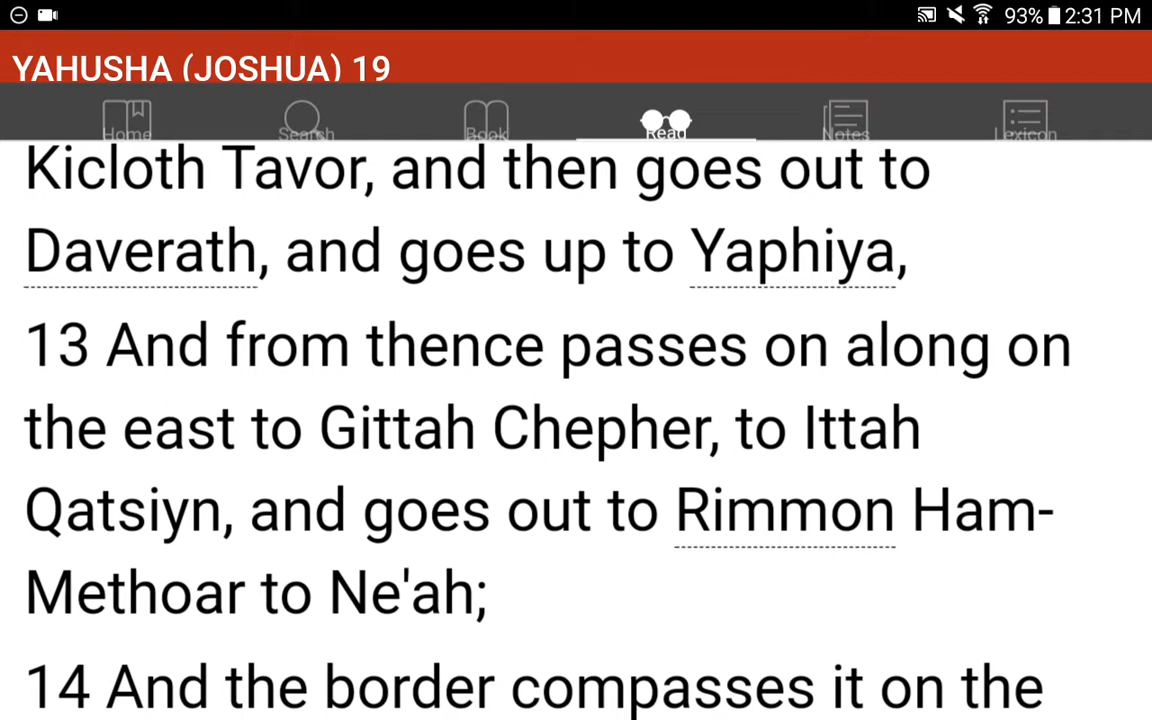 93% 2:31 PM
YAHUSHA (JOSHUA) 19
Home Search Book Read Notes Lexicon
Kicloth Tavor, and then goes out to
Daverath, and goes up to Yaphiya,
13 And from thence passes on along on
the east to Gittah Chepher, to Ittah
Qatsiyn, and goes out to Rimmon Ham-
Methoar to Ne'ah;
14 And the border compasses it on the